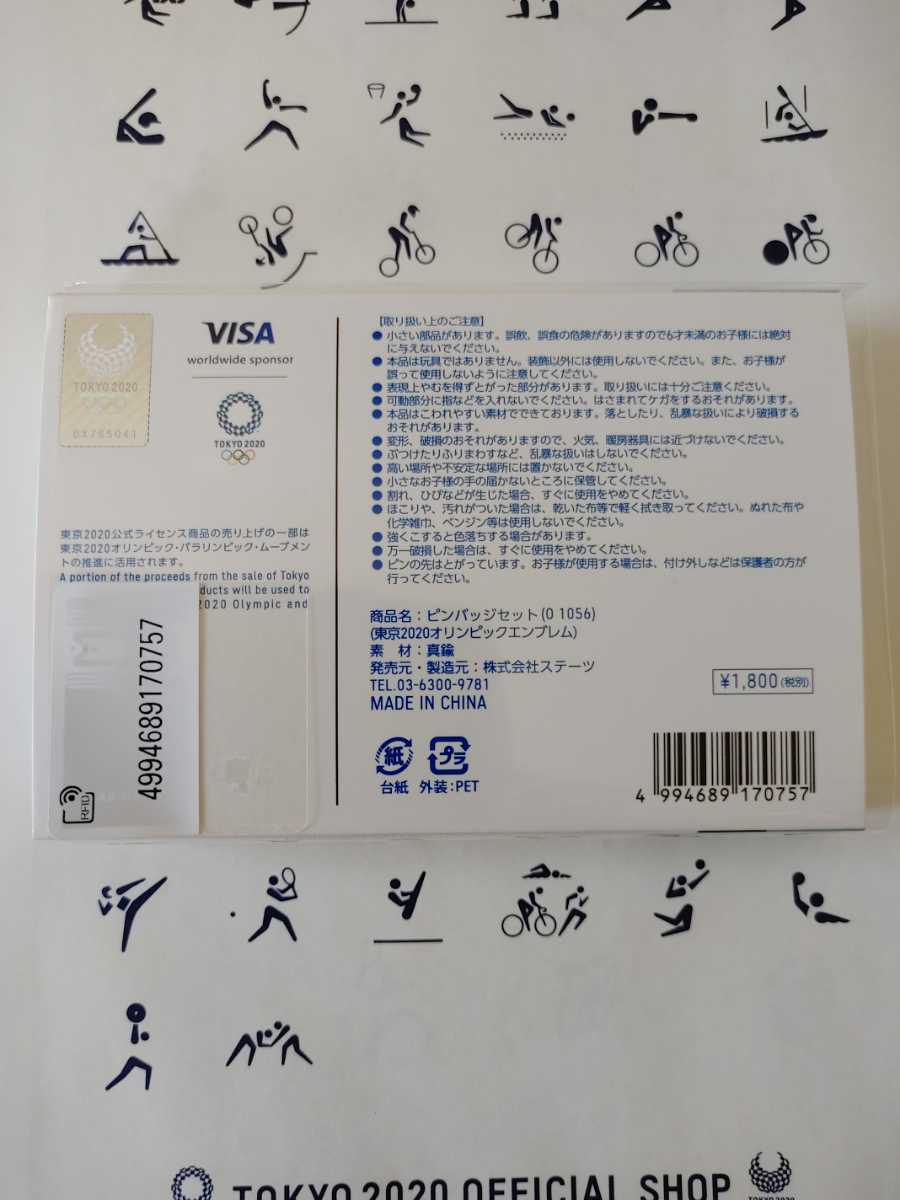 TOKYO 2020
VISA
worldwide sponsor
TOKYO 2020
東京2020公式ライセンス商品の売り上げの一部は
東京2020オリンピック・パラリンピック・ムーブメン
トの推進に活用されます。
A portion of the proceeds from the sale of Tokyo
ducts will be used to
2020 Olympic and
4994689170757
RFID
【取り扱い上のご注意】
● 小さい部品があります。誤飲、誤食の危険がありますので6才未満のお子様には絶対
に与えないでください。
● 本品は玩具ではありません。装飾以外には使用しないでください。また、お子様が
誤って使用しないように注意してください。
● 表現上やむを得ずとがった部分があります。取り扱いには十分ご注意ください。
● 可動部分に指などを入れないでください。はさまれてケガをするおそれがあります。
● 本品はこわれやすい素材でできております。落としたり、乱暴な扱いにより破損する
おそれがあります。
● 変形、破損のおそれがありますので、火気、暖房器具には近づけないでください。
● ぶつけたりふりまわすなど、乱暴な扱いはしないでください。
● 高い場所や不安定な場所には置かないでください。
● 小さなお子様の手の届かないところに保管してください。
● 割れ、ひびなどが生じた場合、すぐに使用をやめてください。
● ほこりや、汚れがついた場合は、乾いた布等で軽く拭き取ってください。ぬれた布や
化学雑巾、ベンジン等は使用しないでください。
● 強くこすると色落ちする場合があります。
● 万一破損した場合は、すぐに使用をやめてください。
● ピンの先はとがっています。お子様が使用する場合は、付け外しなどは保護者の方が
行ってください。
商品名：ピンバッジセット(O 1056)
(東京2020オリンピックエンブレム)
素　材：真鍮
発売元・製造元：株式会社ステーツ
TEL.03-6300-9781
MADE IN CHINA
¥1,800(税別)
紙 プラ
台紙 外装:PET
4 994689 170757
TOKYO 2020 OFFICIAL SHOP
TOKYO 2020